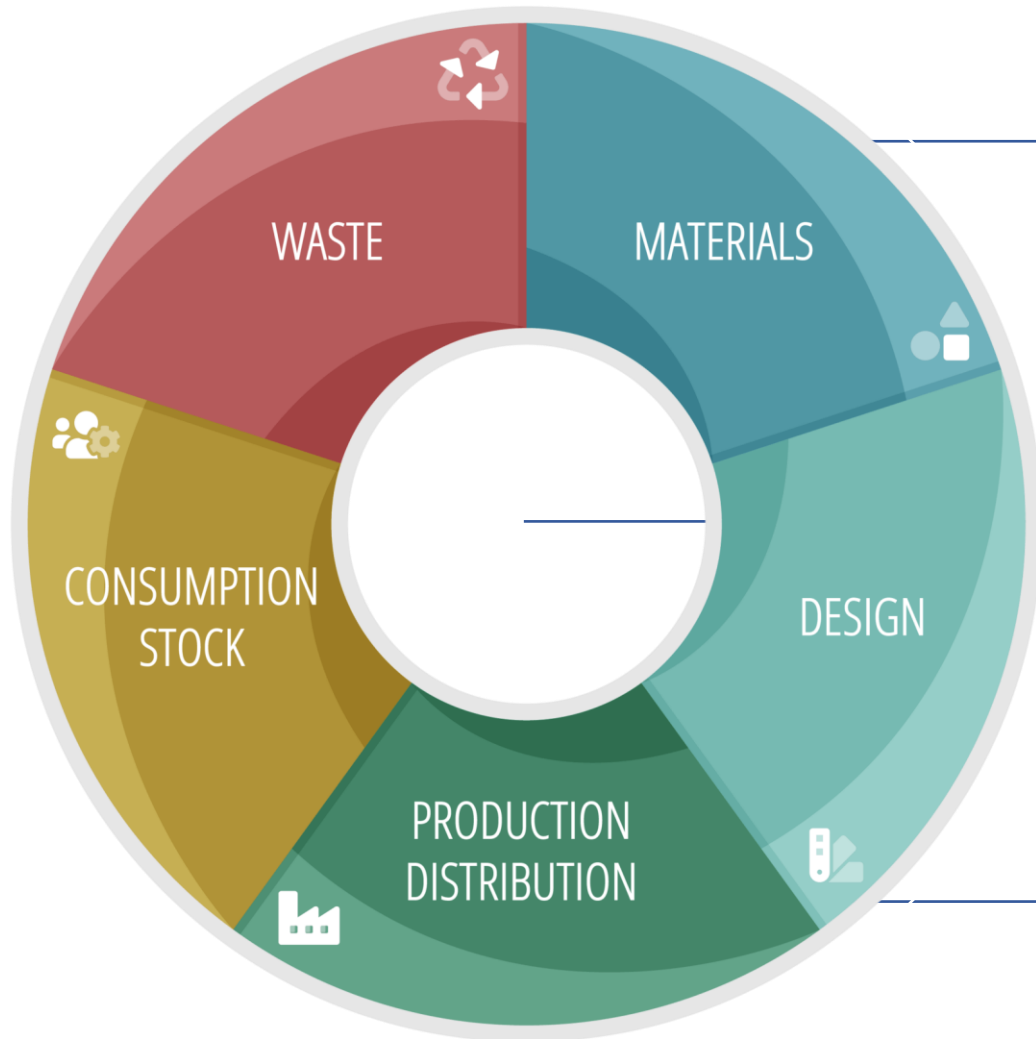 WASTE
MATERIALS
CONSUMPTION
STOCK
DESIGN
PRODUCTION
DISTRIBUTION